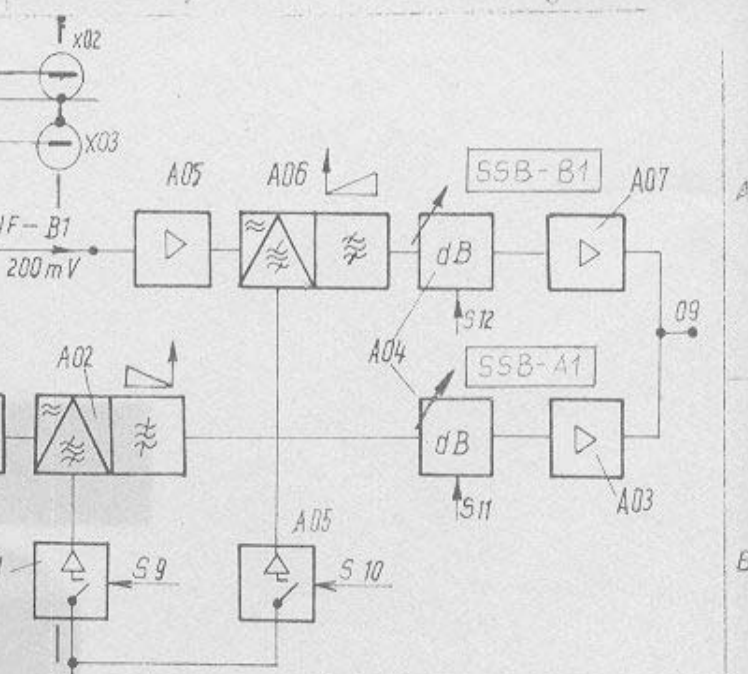 X02
X03
A05
A06
SSB-B1
A07
NF-B1
200 mV
dB
S12
09
A02
A04
SSB-A1
dB
S11
A03
A05
S9
S10